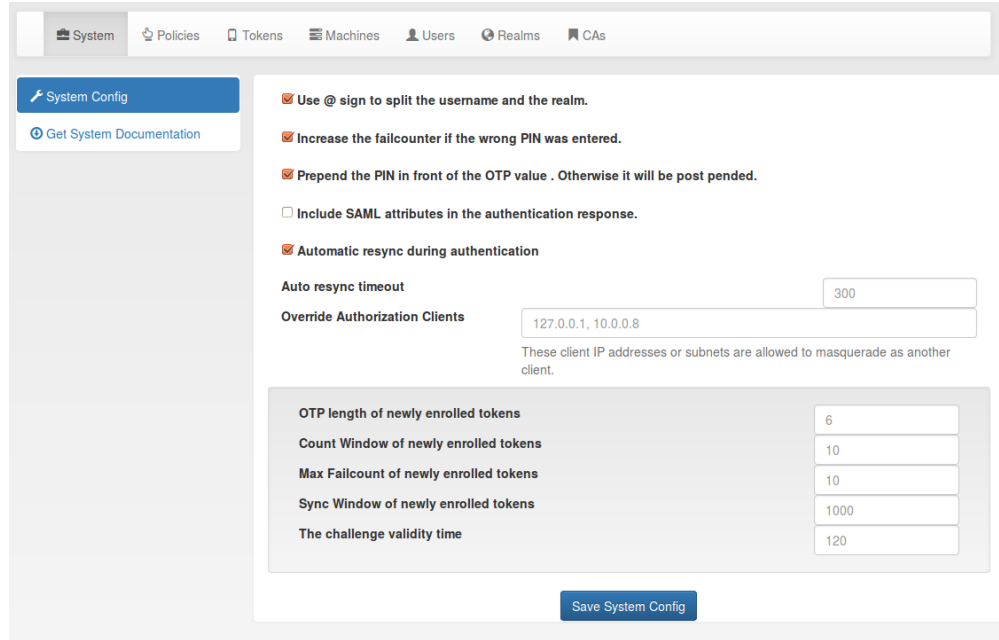 System Policies Tokens Machines Users Realms CAs
System Config
Get System Documentation
Use @ sign to split the username and the realm.
Increase the failcounter if the wrong PIN was entered.
Prepend the PIN in front of the OTP value . Otherwise it will be post pended.
Include SAML attributes in the authentication response.
Automatic resync during authentication
Auto resync timeout 300
Override Authorization Clients 127.0.0.1, 10.0.0.8
These client IP addresses or subnets are allowed to masquerade as another
client.
OTP length of newly enrolled tokens 6
Count Window of newly enrolled tokens 10
Max Failcount of newly enrolled tokens 10
Sync Window of newly enrolled tokens 1000
The challenge validity time 120
Save System Config